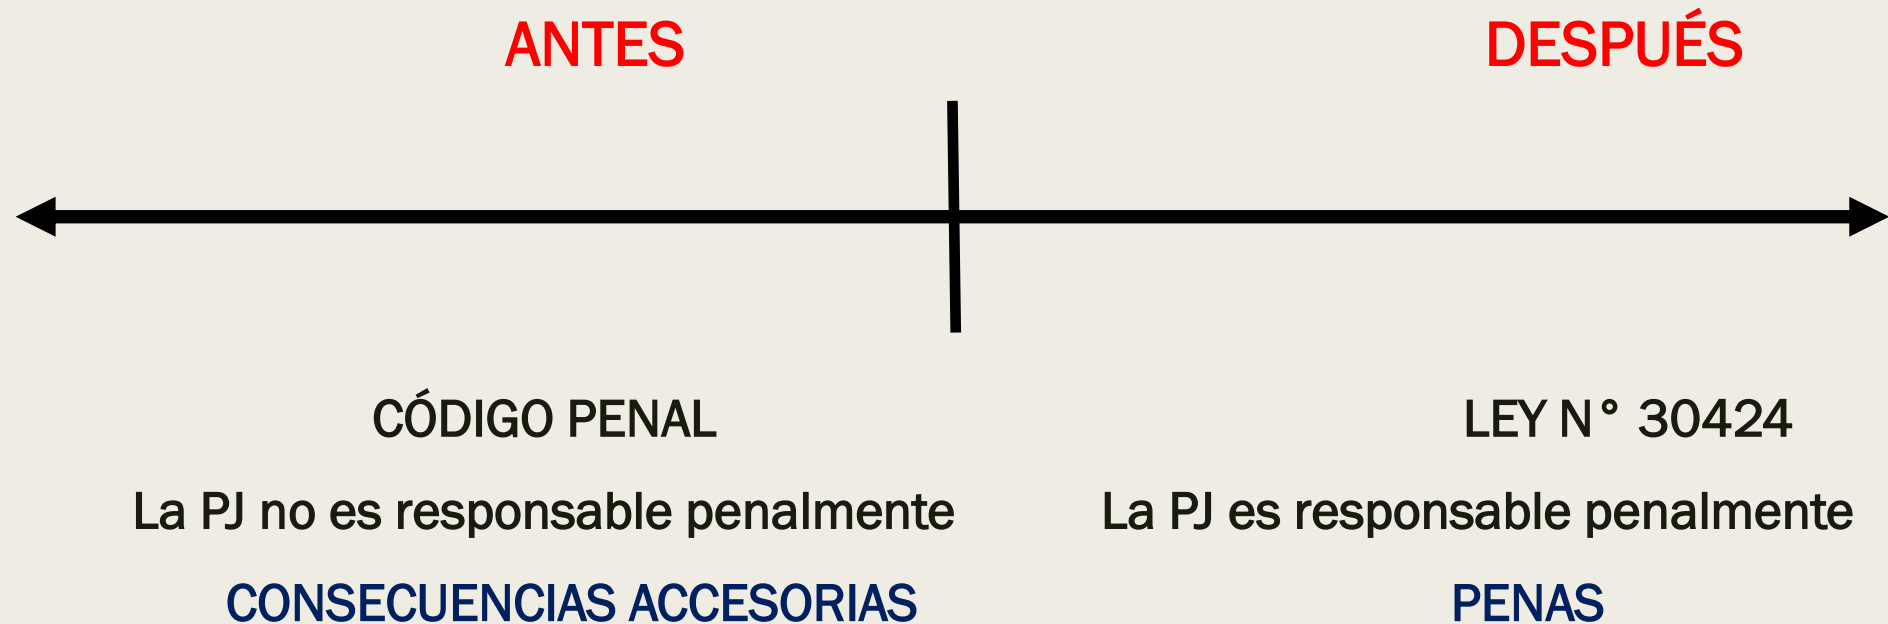 ANTES
DESPUÉS
CÓDIGO PENAL
La PJ no es responsable penalmente
CONSECUENCIAS ACCESORIAS
LEY N° 30424
La PJ es responsable penalmente
PENAS